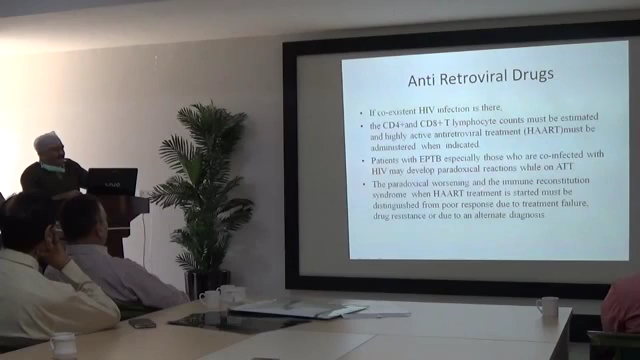 Anti Retroviral Drugs
• If co-existent HIV infection is there,
• the CD4+and CD8+ T lymphocyte counts must be estimated
and highly active antiretroviral treatment (HAART)must be
administered when indicated.
• Patients with EPTB especially those who are co-infected with
HIV may develop paradoxical reactions while on ATT
• The paradoxical worsening and the immune reconstitution
syndrome when HAART treatment is started must be
distinguished from poor response due to treatment failure,
drug resistance or due to an alternate diagnosis
VAIO